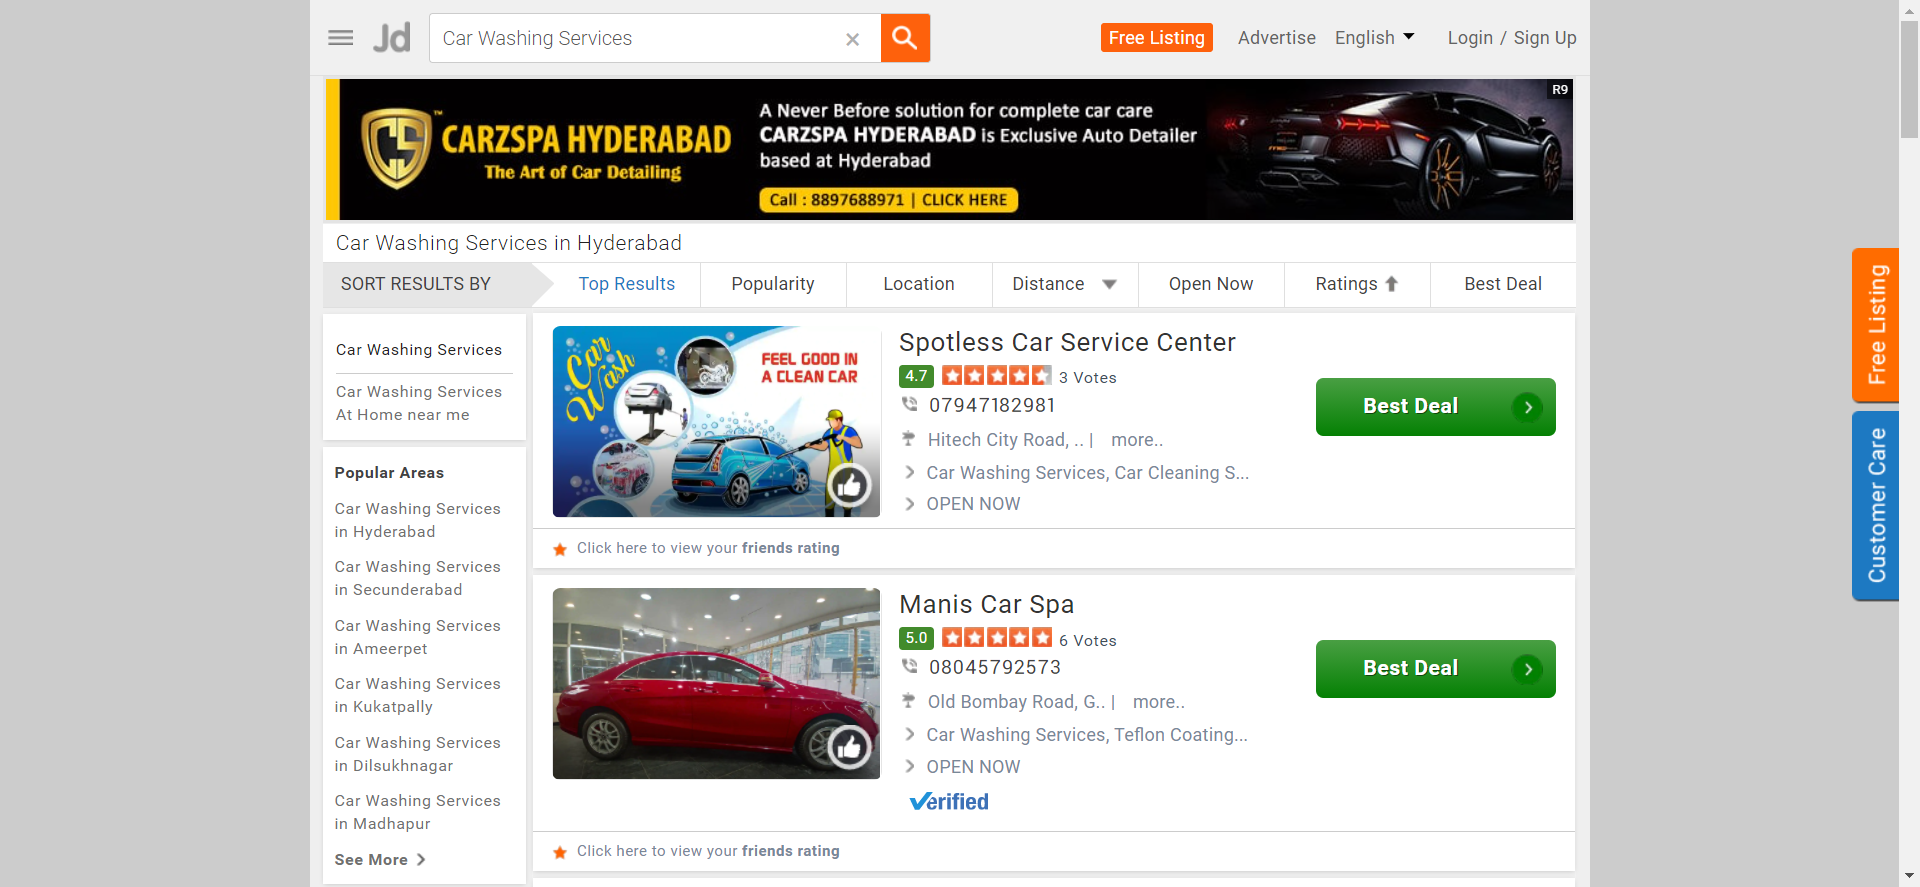 Jd
Car Washing Services
Free Listing
Advertise
English
Login / Sign Up
R9
CS
CARZSPA HYDERABAD
TM
The Art of Car Detailing
A Never Before solution for complete car care
CARZSPA HYDERABAD is Exclusive Auto Detailer
based at Hyderabad
Call : 8897688971 | CLICK HERE
Car Washing Services in Hyderabad
SORT RESULTS BY
Top Results
Popularity
Location
Distance
Open Now
Ratings
Best Deal
Car Washing Services
Car Washing Services
At Home near me
Popular Areas
Car Washing Services
in Hyderabad
Car Washing Services
in Secunderabad
Car Washing Services
in Ameerpet
Car Washing Services
in Kukatpally
Car Washing Services
in Dilsukhnagar
Car Washing Services
in Madhapur
See More
Car
Wash
FEEL GOOD IN
A CLEAN CAR
Spotless Car Service Center
4.7
3 Votes
07947182981
Hitech City Road, .. |
more..
Car Washing Services, Car Cleaning S...
OPEN NOW
Best Deal
Click here to view your friends rating
Manis Car Spa
5.0
6 Votes
08045792573
Old Bombay Road, G.. |
more..
Car Washing Services, Teflon Coating...
OPEN NOW
Verified
Best Deal
Click here to view your friends rating
Free Listing
Customer Care